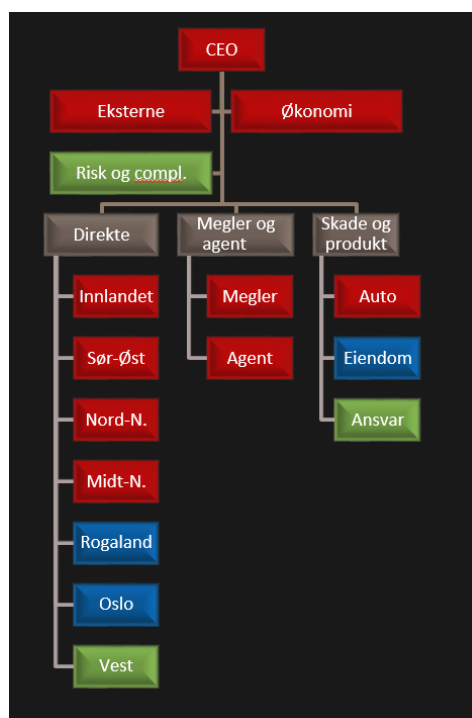 CEO
Eksterne
Økonomi
Risk og compl.
Direkte
Megler og
agent
Skade og
produkt
Innlandet
Sør-Øst
Nord-N.
Midt-N.
Rogaland
Oslo
Vest
Megler
Agent
Auto
Eiendom
Ansvar